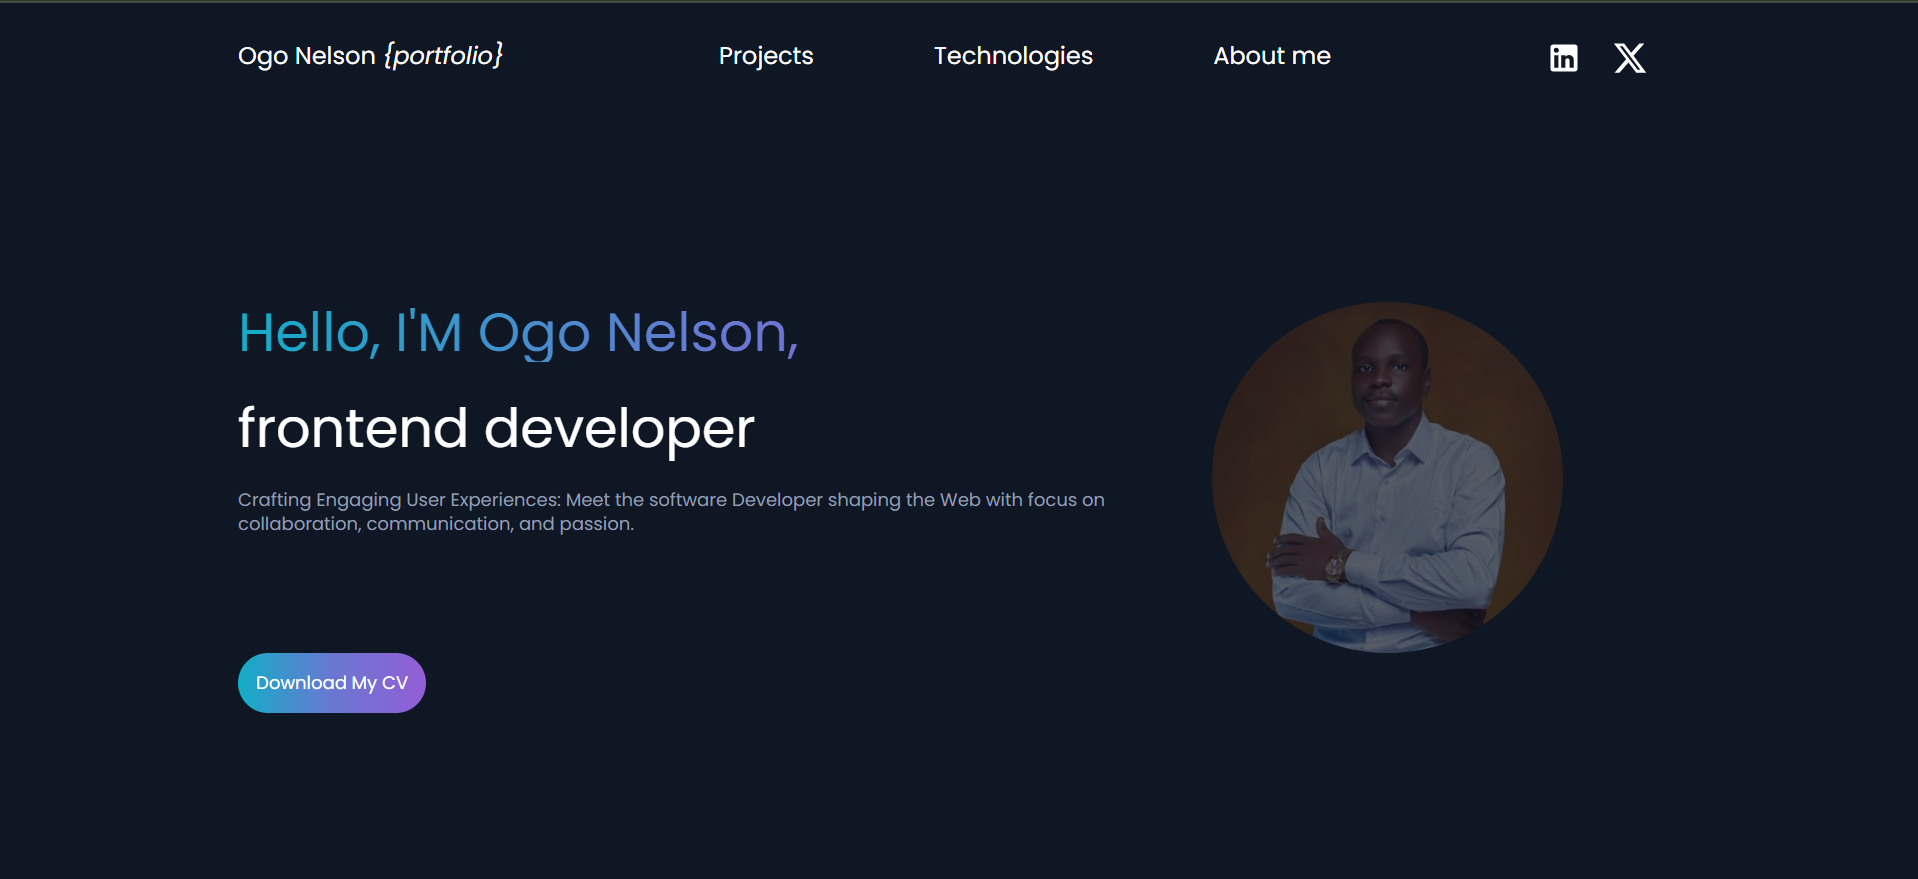 Ogo Nelson {portfolio} Projects Technologies About me
Hello, I'M Ogo Nelson,
frontend developer
Crafting Engaging User Experiences: Meet the software Developer shaping the Web with focus on
collaboration, communication, and passion.
Download My CV